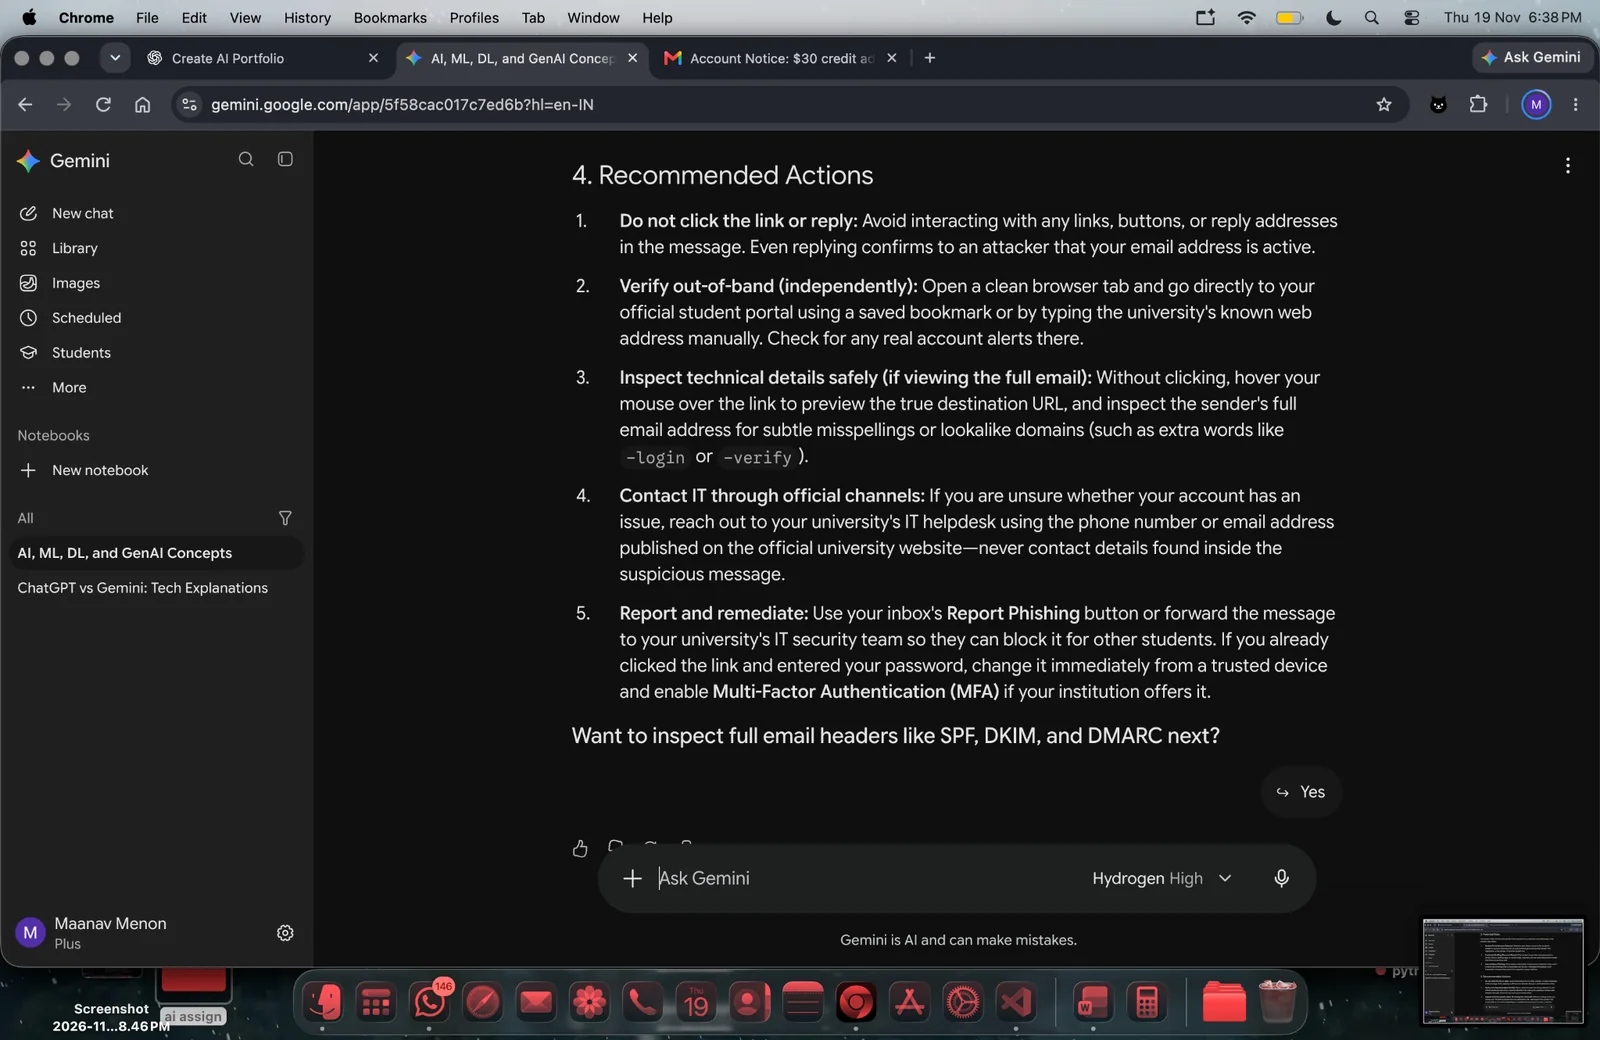 Chrome File Edit View History Bookmarks Profiles Tab Window Help Thu 19 Nov 6:38 PM
Create AI Portfolio
AI, ML, DL, and GenAI Concep
Account Notice: $30 credit ad
Ask Gemini
gemini.google.com/app/5f58cac017c7ed6b?hl=en-IN
M
Gemini
New chat
Library
Images
Scheduled
Students
More
Notebooks
New notebook
All
AI, ML, DL, and GenAI Concepts
ChatGPT vs Gemini: Tech Explanations
M
Maanav Menon
Plus
4. Recommended Actions
1. Do not click the link or reply: Avoid interacting with any links, buttons, or reply addresses
in the message. Even replying confirms to an attacker that your email address is active.
2. Verify out-of-band (independently): Open a clean browser tab and go directly to your
official student portal using a saved bookmark or by typing the university's known web
address manually. Check for any real account alerts there.
3. Inspect technical details safely (if viewing the full email): Without clicking, hover your
mouse over the link to preview the true destination URL, and inspect the sender's full
email address for subtle misspellings or lookalike domains (such as extra words like
-login or -verify ).
4. Contact IT through official channels: If you are unsure whether your account has an
issue, reach out to your university's IT helpdesk using the phone number or email address
published on the official university website—never contact details found inside the
suspicious message.
5. Report and remediate: Use your inbox's Report Phishing button or forward the message
to your university's IT security team so they can block it for other students. If you already
clicked the link and entered your password, change it immediately from a trusted device
and enable Multi-Factor Authentication (MFA) if your institution offers it.
Want to inspect full email headers like SPF, DKIM, and DMARC next?
Yes
Ask Gemini
Hydrogen High
Gemini is AI and can make mistakes.
Screenshot
2026-11...8.46 PM
ai assign
146
Thu
19
W